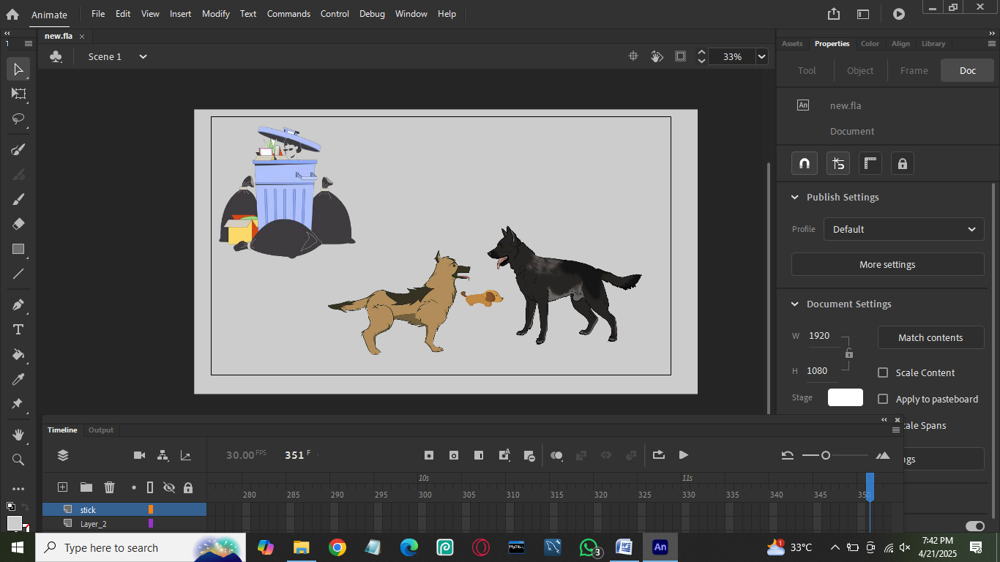 Animate File Edit View Insert Modify Text Commands Control Debug Window Help
new.fla ×
1
Scene 1 33%
Assets Properties Color Align Library
Tool Object Frame Doc
An new.fla
Document
Publish Settings
Profile Default
More settings
Document Settings
W 1920 Match contents
H 1080 Scale Content
Stage Apply to pasteboard
Timeline Output
30.00 FPS 351 F
10s 11s
280 285 290 295 300 305 310 315 320 325 330 335 340 345 350
stick
Layer_2
Type here to search
MySQL
3
An
1
33°C
7:42 PM
4/21/2025